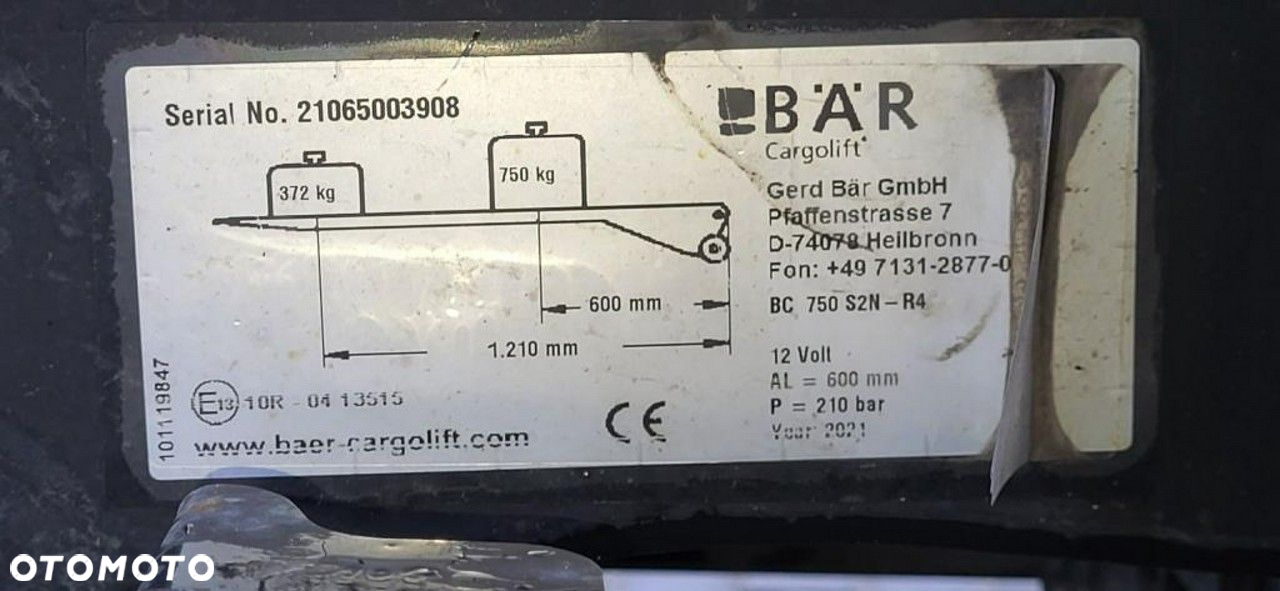 Serial No. 21065003908
BÄR
Cargolift
372 kg
750 kg
600 mm
1.210 mm
Gerd Bär GmbH
Pfaffenstrasse 7
D-74078 Heilbronn
Fon: +49 7131-2877-0
BC 750 S2N-R4
12 Volt
AL = 600 mm
P = 210 bar
Year 2021
101119847
E13 10R - 04 13515
www.baer-cargolift.com
CE
OTOMOTO